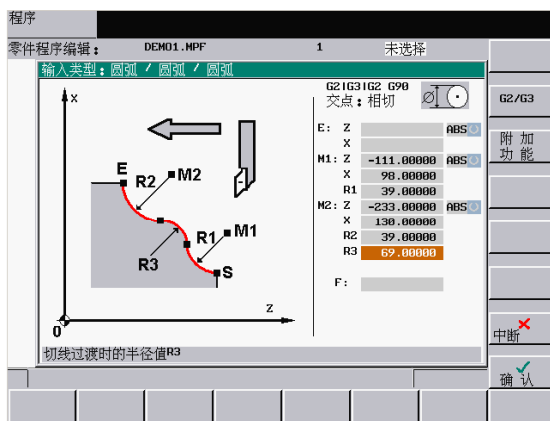 程序
零件程序编辑： DEMO1.MPF 1 未选择
输入类型：圆弧 / 圆弧 / 圆弧
G2|G3|G2 G90
交点：相切
G2/G3
附 加
功 能
E: Z ABS
X
M1: Z -111.00000 ABS
X 98.00000
R1 39.00000
M2: Z -233.00000 ABS
X 130.00000
R2 39.00000
R3 69.00000
F:
X
E
R2
M2
R1
M1
R3
S
Z
0
中断
切线过渡时的半径值R3
确 认